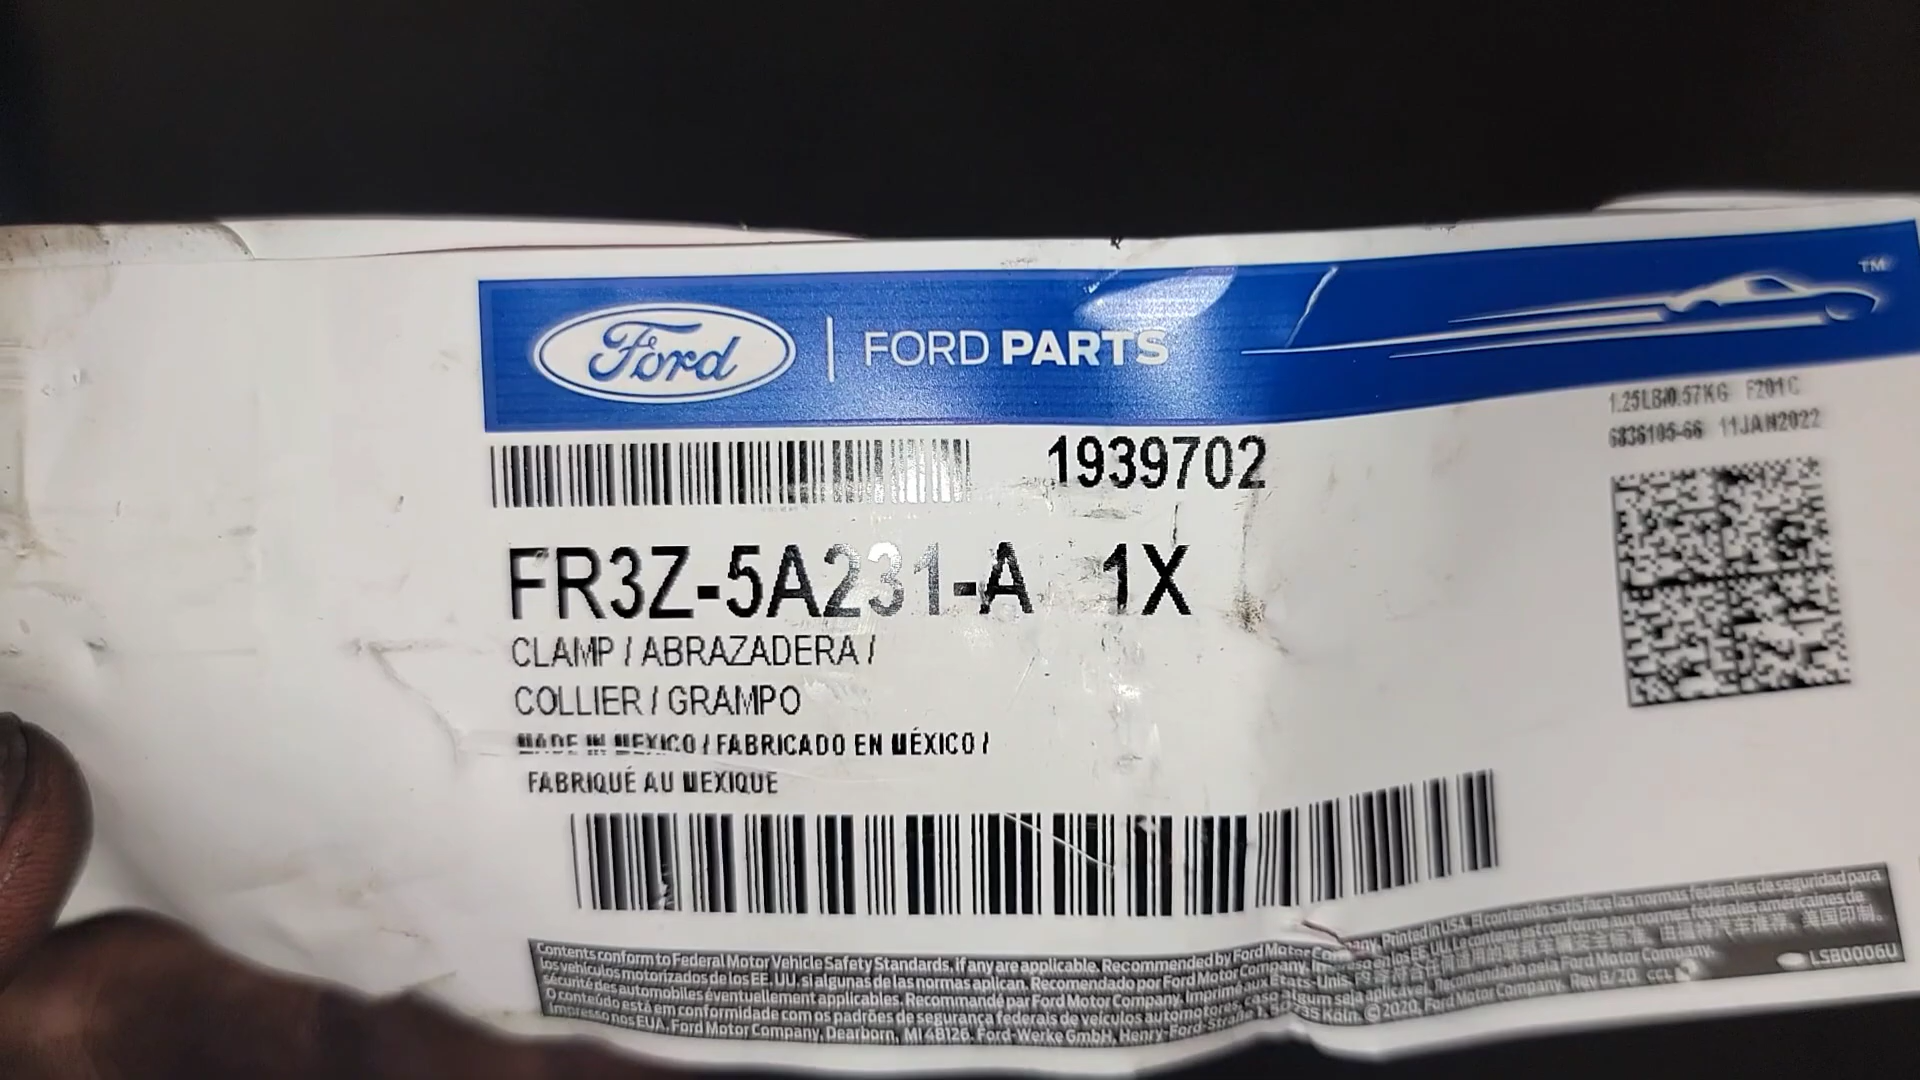 Ford | FORD PARTS
TM
1.25LB/0.57KG F201C
6836105-66 11JAN2022
1939702
FR3Z-5A231-A 1X
CLAMP / ABRAZADERA /
COLLIER / GRAMPO
MADE IN MEXICO / FABRICADO EN MÉXICO /
FABRIQUÉ AU MEXIQUE
Contents conform to Federal Motor Vehicle Safety Standards, if any are applicable. Recommended by Ford Motor Company. Printed in USA. El contenido satisface las normas federales de seguridad para
los vehículos motorizados de los EE. UU. si algunas de las normas aplican. Recomendado por Ford Motor Company. Impreso en EE. UU. Le contenu est conforme aux normes fédérales américaines de
sécurité des automobiles éventuellement applicables. Recommandé par Ford Motor Company. Imprimé aux États-Unis.
O conteúdo está em conformidade com os padrões de segurança federais de veículos automotores, caso algum seja aplicável. Recomendado pela Ford Motor Company.
Impresso nos EUA. Ford Motor Company, Dearborn, MI 48126. Ford-Werke GmbH, Henry-Ford-Straße 1, 50735 Köln. ©2020, Ford Motor Company. Rev 8/20 CCL LSB0006U